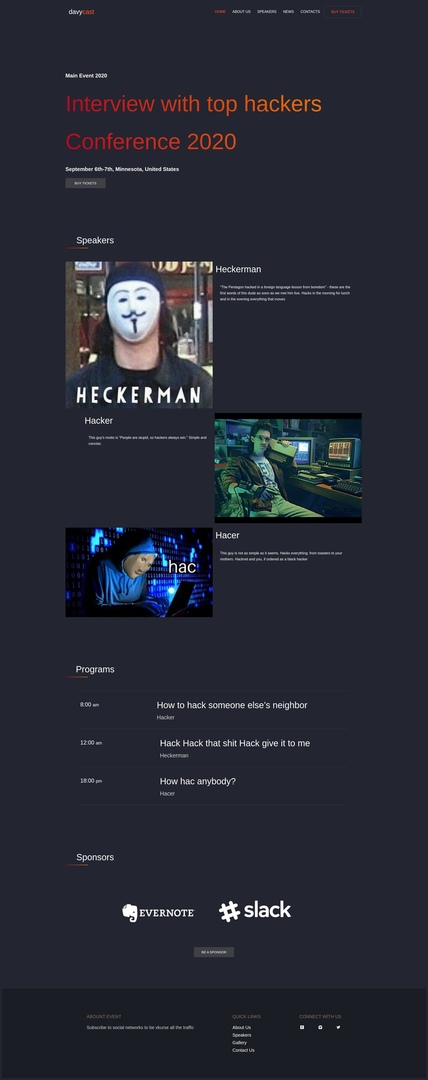 davycast
HOME ABOUT US SPEAKERS NEWS CONTACTS BUY TICKETS
Main Event 2020
Interview with top hackers
Conference 2020
September 6th-7th, Minnesota, United States
BUY TICKETS
Speakers
Heckerman
"The Pentagon hacked in a foreign language lesson from boredom" - these are the
first words of this dude as soon as we met him live. Hacks in the morning for lunch
and in the evening everything that moves
HECKERMAN
Hacker
This guy's motto is "People are stupid, so hackers always win." Simple and
concise.
Hacer
This guy is not as simple as it seems. Hacks everything: from toasters to your
mothers. Hacked and you, if ordered as a black hacker
hac
Programs
8:00 am
How to hack someone else's neighbor
Hacker
12:00 am
Hack Hack that shit Hack give it to me
Heckerman
18:00 pm
How hac anybody?
Hacer
Sponsors
EVERNOTE
slack
BE A SPONSOR
ABOUNT EVENT
Subscribe to social networks to be vkurse all the traffic
QUICK LINKS
About Us
Speakers
Gallery
Contact Us
CONNECT WITH US